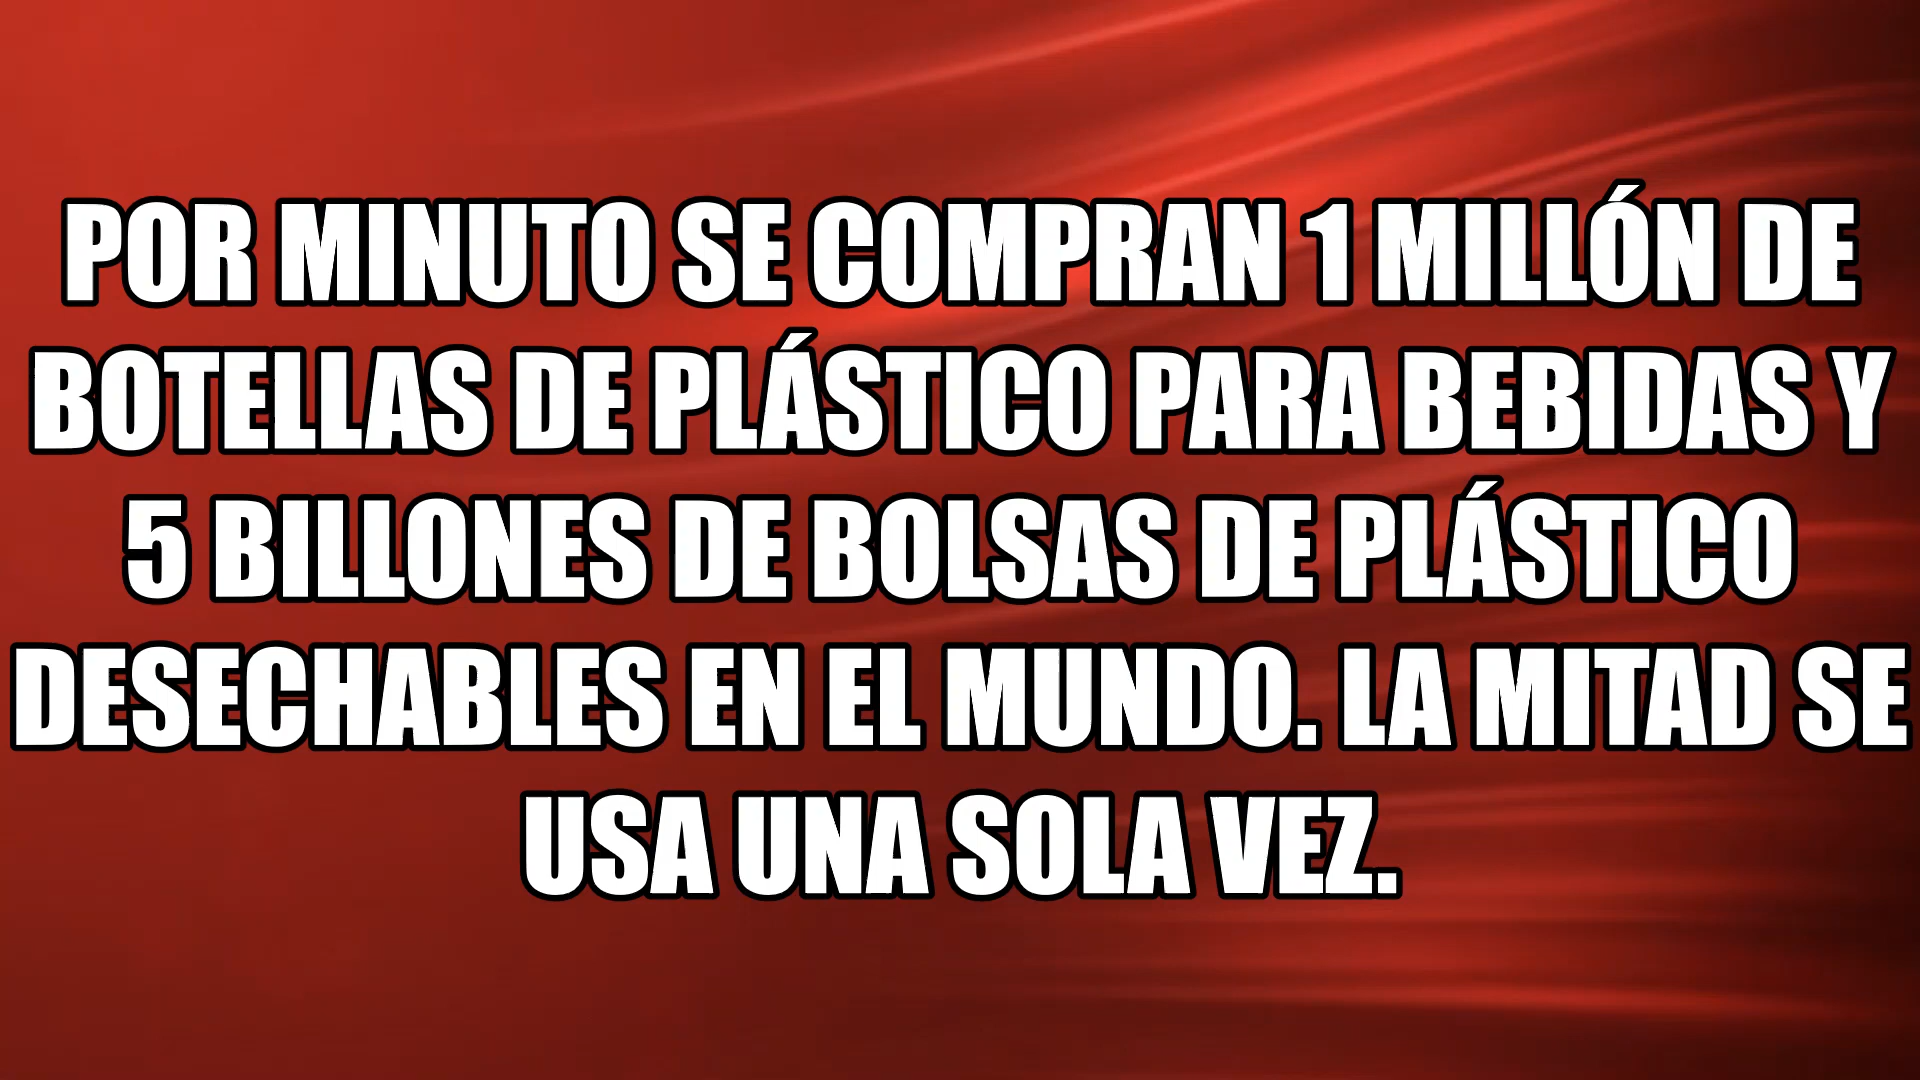 POR MINUTO SE COMPRAN 1 MILLÓN DE
BOTELLAS DE PLÁSTICO PARA BEBIDAS Y
5 BILLONES DE BOLSAS DE PLÁSTICO
DESECHABLES EN EL MUNDO. LA MITAD SE
USA UNA SOLA VEZ.